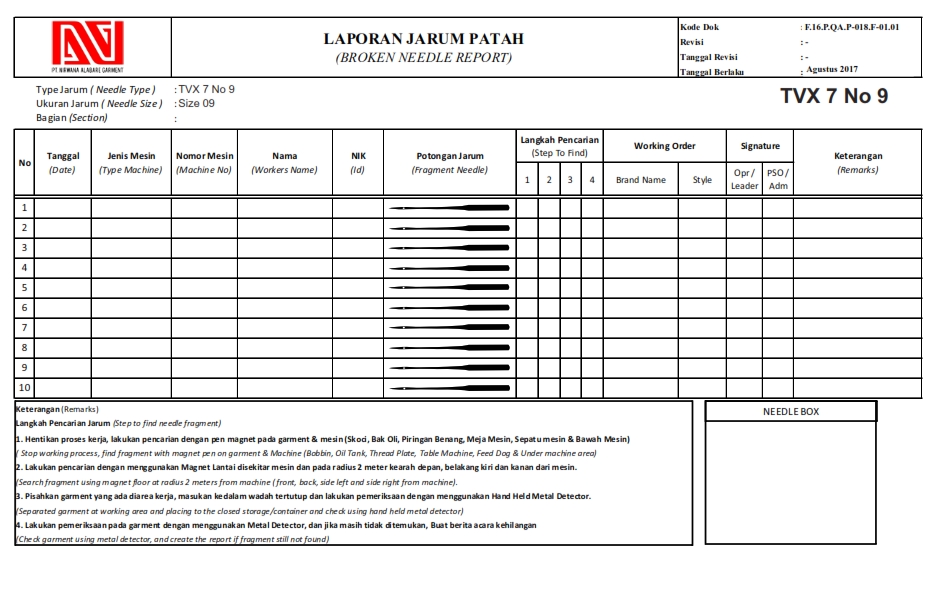 PT. NIRWANA ALABARE GARMENT
LAPORAN JARUM PATAH
(BROKEN NEEDLE REPORT)
Kode Dok : F.16.P.QA.P-018.F-01.01
Revisi : -
Tanggal Revisi : -
Tanggal Berlaku : Agustus 2017
Type Jarum ( Needle Type ) : TVX 7 No 9
Ukuran Jarum ( Needle Size ) : Size 09
Bagian (Section) :
TVX 7 No 9
No
Tanggal
(Date)
Jenis Mesin
(Type Machine)
Nomor Mesin
(Machine No)
Nama
(Workers Name)
NIK
(Id)
Potongan Jarum
(Fragment Needle)
Langkah Pencarian
(Step To Find)
1 2 3 4
Working Order
Brand Name Style
Signature
Opr /
Leader
PSO /
Adm
Keterangan
(Remarks)
1
2
3
4
5
6
7
8
9
10
Keterangan (Remarks)
Langkah Pencarian Jarum (Step to find needle fragment)
1. Hentikan proses kerja, lakukan pencarian dengan pen magnet pada garment & mesin (Skoci, Bak Oli, Piringan Benang, Meja Mesin, Sepatu mesin & Bawah Mesin)
( Stop working process, find fragment with magnet pen on garment & Machine (Bobbin, Oil Tank, Thread Plate, Table Machine, Feed Dog & Under machine area)
2. Lakukan pencarian dengan menggunakan Magnet Lantai disekitar mesin dan pada radius 2 meter kearah depan, belakang kiri dan kanan dari mesin.
(Search fragment using magnet floor at radius 2 meters from machine ( front, back, side left and side right from machine).
3. Pisahkan garment yang ada diarea kerja, masukan kedalam wadah tertutup dan lakukan pemeriksaan dengan menggunakan Hand Held Metal Detector.
(Separated garment at working area and placing to the closed storage/container and check using hand held metal detector)
4. Lakukan pemeriksaan pada garment dengan menggunakan Metal Detector, dan jika masih tidak ditemukan, Buat berita acara kehilangan
(Check garment using metal detector, and create the report if fragment still not found)
NEEDLE BOX